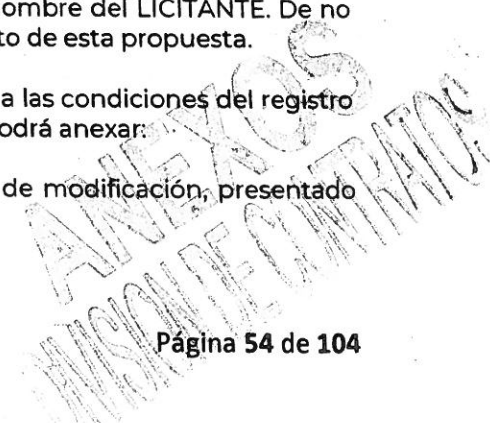 ombre del LICITANTE. De no
to de esta propuesta.
a las condiciones del registro
odrá anexar:
de modificación, presentado
ANEXOS
DIVISION DE CONTRATOS
Página 54 de 104